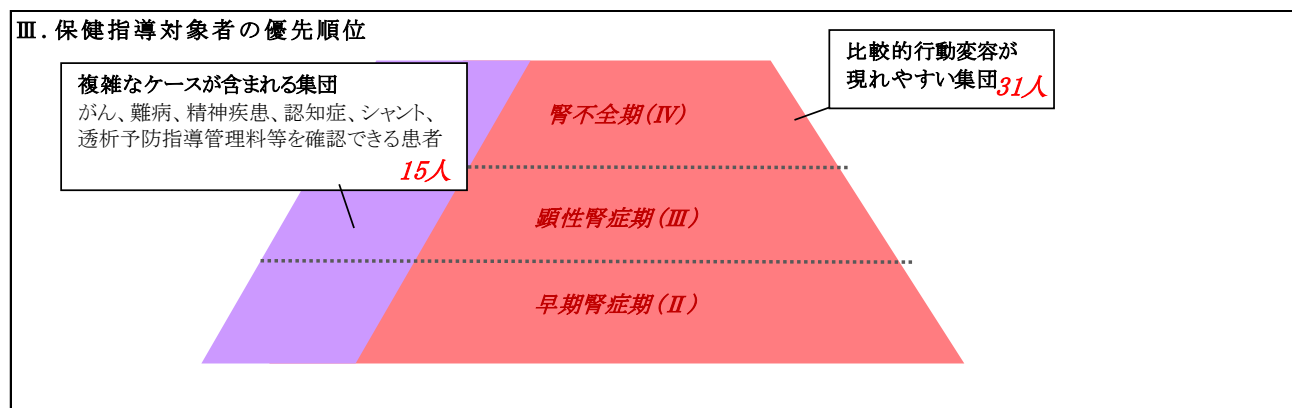 Ⅲ.保健指導対象者の優先順位
複雑なケースが含まれる集団
がん、難病、精神疾患、認知症、シャント、
透析予防指導管理料等を確認できる患者
15人
比較的行動変容が
現れやすい集団
31人
腎不全期(Ⅳ)
顕性腎症期(Ⅲ)
早期腎症期(Ⅱ)